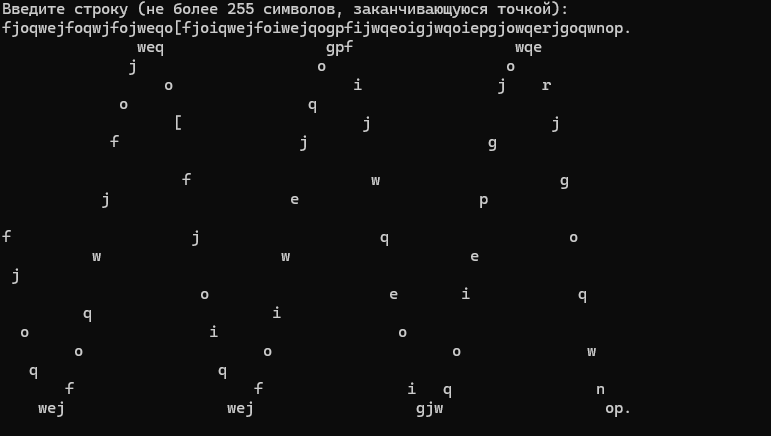 Введите строку (не более 255 символов, заканчивающуюся точкой):
fjoqwejfoqwjfojweqo[fjoiqwejfoiwejqogpfijwqeoigjwqoiepgjowqerjgoqwnop.
weq gpf wqe
j o o
o i j r
o q
[ j j
f j g
f w g
j e p
f j q o
w w e
j
o e i q
q i
o i o
o o o w
q q
f f i q n
wej wej gjw op.